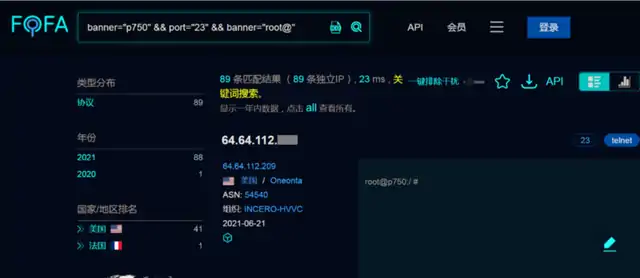 FOFA
banner="p750" && port="23" && banner="root@"
API
会员
登录
类型分布
协议 89
年份
2021 88
2020 1
国家/地区排名
美国 41
法国 1
89 条匹配结果 ( 89 条独立IP ) , 23 ms , 关键词搜索。
显示一年内数据，点击 all 查看所有。
一键排除干扰
API
64.64.112.
23
telnet
64.64.112.209
美国 / Oneonta
ASN: 54540
组织: INCERO-HVVC
2021-06-21
root@p750:/ #